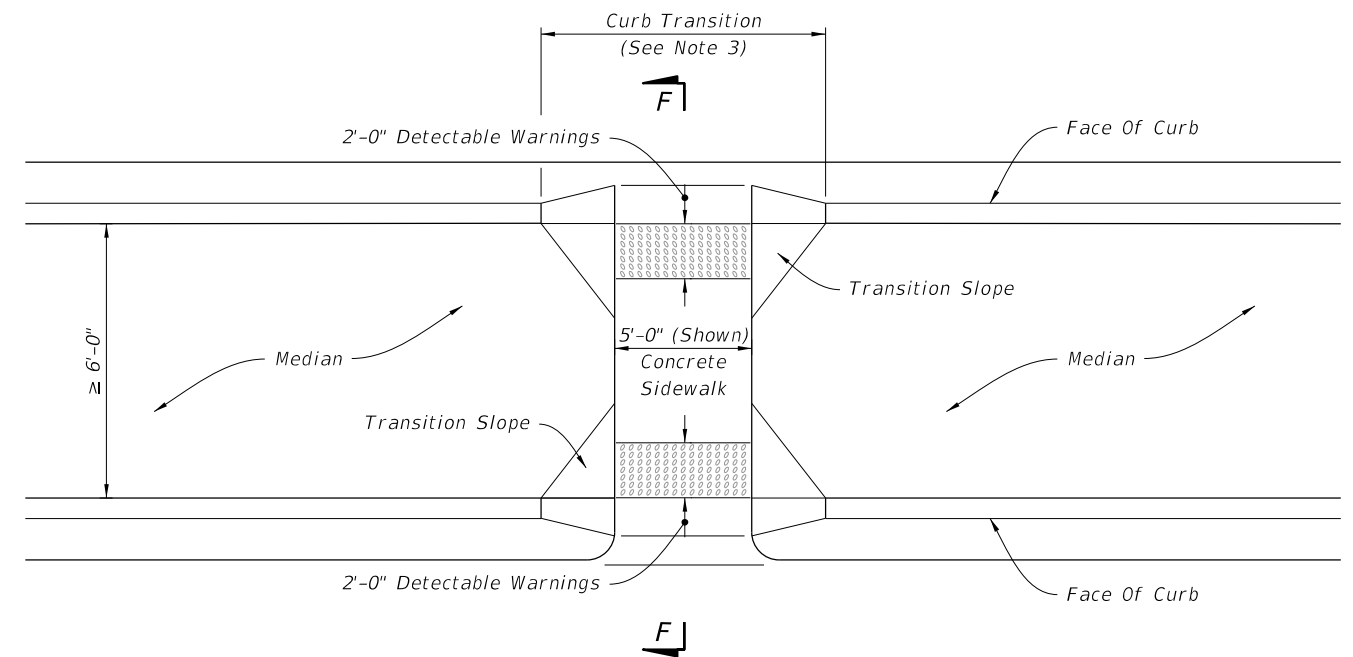 Curb Transition
(See Note 3)
F
2'-0" Detectable Warnings
Face Of Curb
Transition Slope
≥ 6'-0"
5'-0" (Shown)
Concrete
Sidewalk
Median
Median
Transition Slope
2'-0" Detectable Warnings
Face Of Curb
F